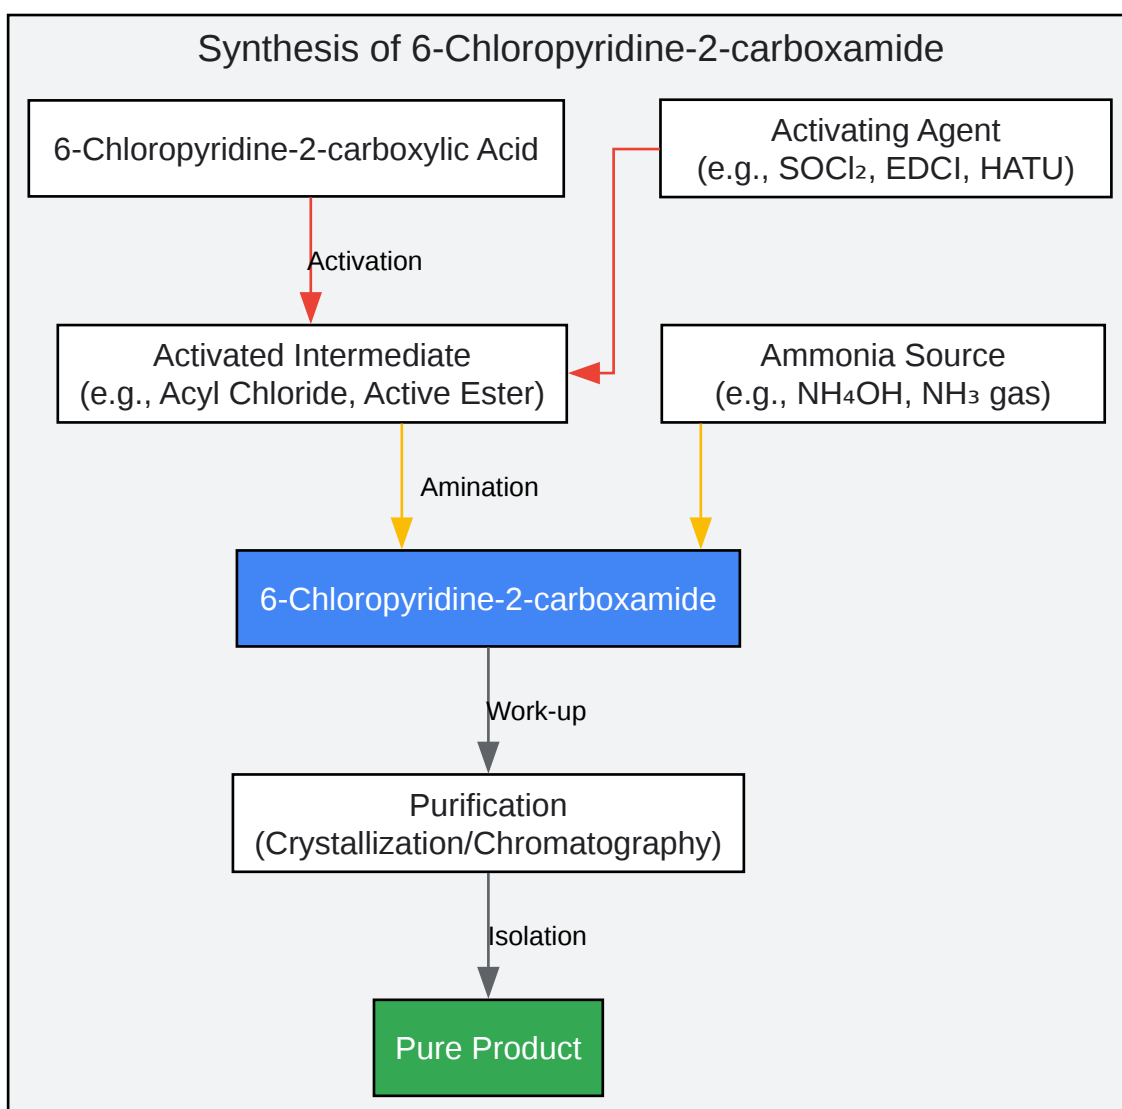 Synthesis of 6-Chloropyridine-2-carboxamide
6-Chloropyridine-2-carboxylic Acid
Activating Agent
(e.g., SOCl₂, EDCI, HATU)
Activation
Activated Intermediate
(e.g., Acyl Chloride, Active Ester)
Ammonia Source
(e.g., NH₄OH, NH₃ gas)
Amination
6-Chloropyridine-2-carboxamide
Work-up
Purification
(Crystallization/Chromatography)
Isolation
Pure Product